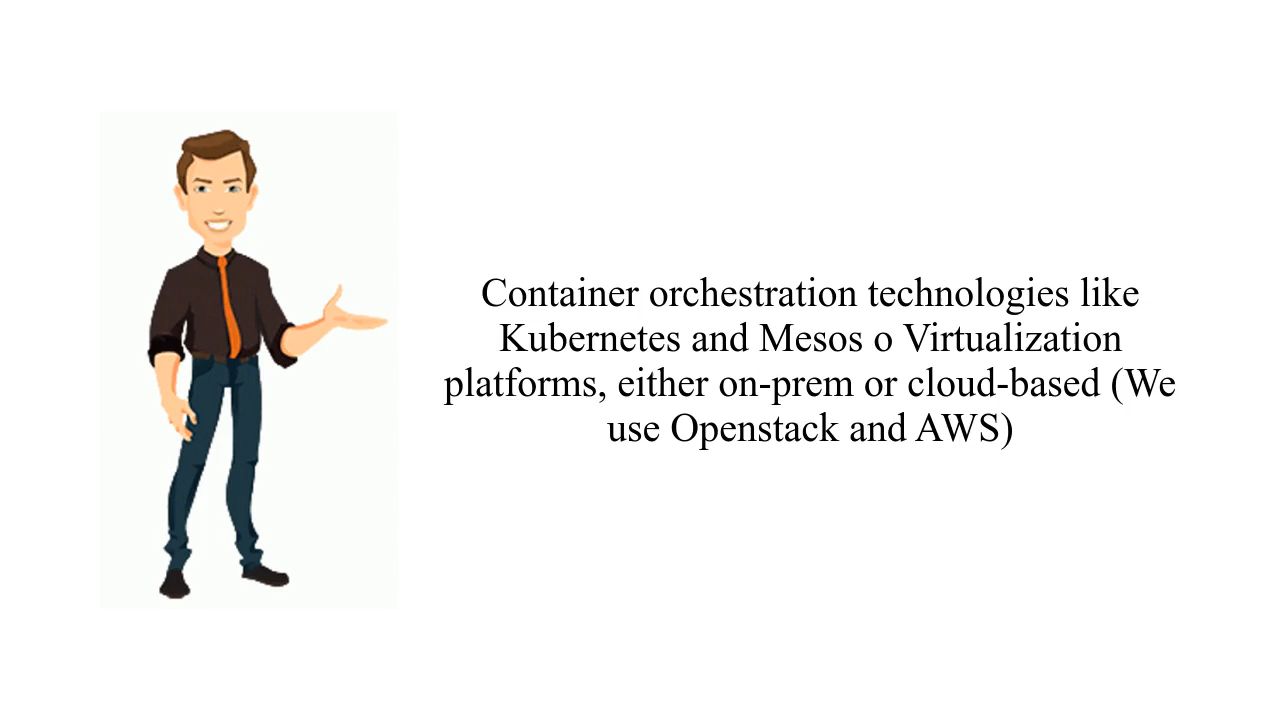 Container orchestration technologies like
Kubernetes and Mesos o Virtualization
platforms, either on-prem or cloud-based (We
use Openstack and AWS)